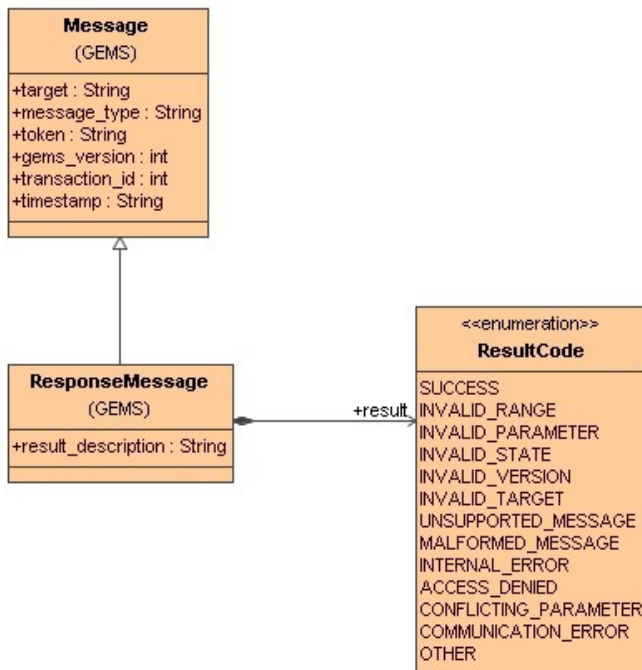 Message
(GEMS)
+target : String
+message_type : String
+token : String
+gems_version : int
+transaction_id : int
+timestamp : String
ResponseMessage
(GEMS)
+result_description : String
+result
<<enumeration>>
ResultCode
SUCCESS
INVALID_RANGE
INVALID_PARAMETER
INVALID_STATE
INVALID_VERSION
INVALID_TARGET
UNSUPPORTED_MESSAGE
MALFORMED_MESSAGE
INTERNAL_ERROR
ACCESS_DENIED
CONFLICTING_PARAMETER
COMMUNICATION_ERROR
OTHER